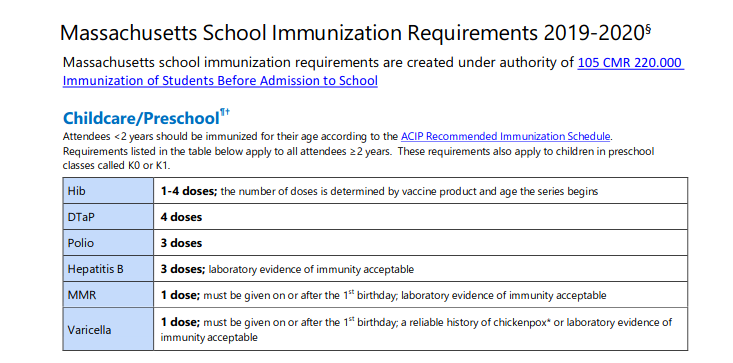 Massachusetts School Immunization Requirements 2019-2020§
Massachusetts school immunization requirements are created under authority of 105 CMR 220.000
Immunization of Students Before Admission to School
Childcare/Preschool¶†
Attendees <2 years should be immunized for their age according to the ACIP Recommended Immunization Schedule.
Requirements listed in the table below apply to all attendees ≥2 years. These requirements also apply to children in preschool
classes called K0 or K1.
Hib 1-4 doses; the number of doses is determined by vaccine product and age the series begins
DTaP 4 doses
Polio 3 doses
Hepatitis B 3 doses; laboratory evidence of immunity acceptable
MMR 1 dose; must be given on or after the 1st birthday; laboratory evidence of immunity acceptable
Varicella 1 dose; must be given on or after the 1st birthday; a reliable history of chickenpox* or laboratory evidence of
immunity acceptable